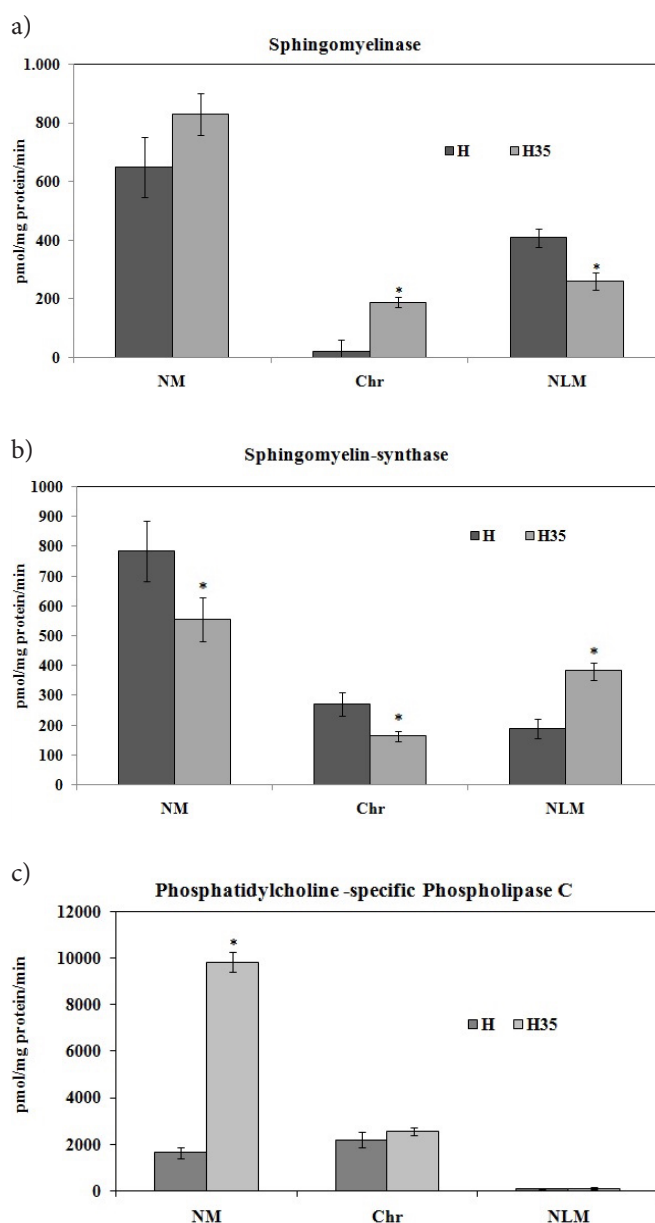 a)
Sphingomyelinase
1.000
800
600
400
200
0
pmol/mg protein/min
H H35
*
*
NM Chr NLM
b)
Sphingomyelin-synthase
1000
900
800
700
600
500
400
300
200
100
0
pmol/mg protein/min
H H35
*
*
*
NM Chr NLM
c)
Phosphatidylcholine -specific Phospholipase C
12000
10000
8000
6000
4000
2000
0
pmol/mg protein/min
*
H H35
NM Chr NLM